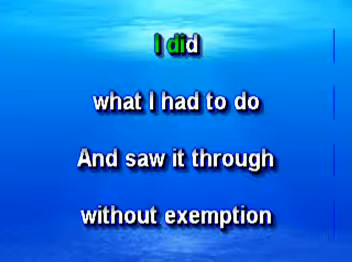 I did
what I had to do
And saw it through
without exemption